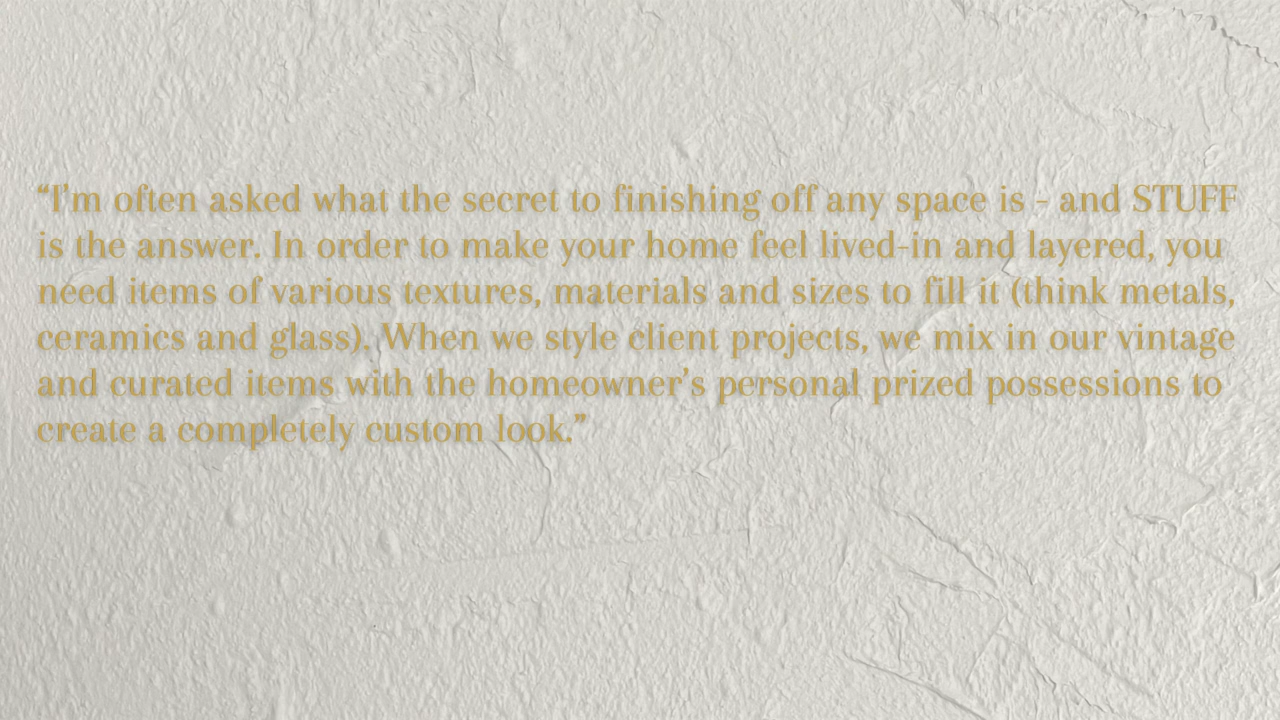 “I’m often asked what the secret to finishing off any space is - and STUFF
is the answer. In order to make your home feel lived-in and layered, you
need items of various textures, materials and sizes to fill it (think metals,
ceramics and glass). When we style client projects, we mix in our vintage
and curated items with the homeowner’s personal prized possessions to
create a completely custom look.”